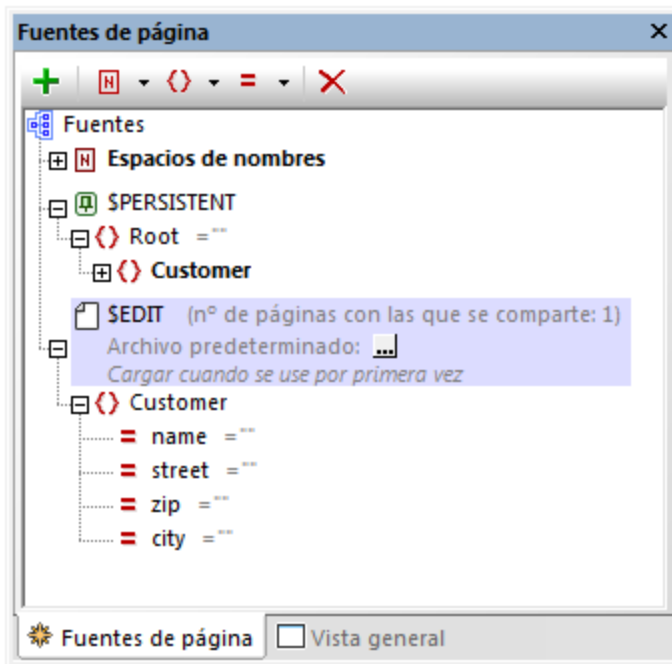 Fuentes de página
Fuentes
Espacios de nombres
$PERSISTENT
Root =""
Customer
$EDIT (nº de páginas con las que se comparte: 1)
Archivo predeterminado: ...
Cargar cuando se use por primera vez
Customer
name =""
street =""
zip =""
city =""
Fuentes de página Vista general